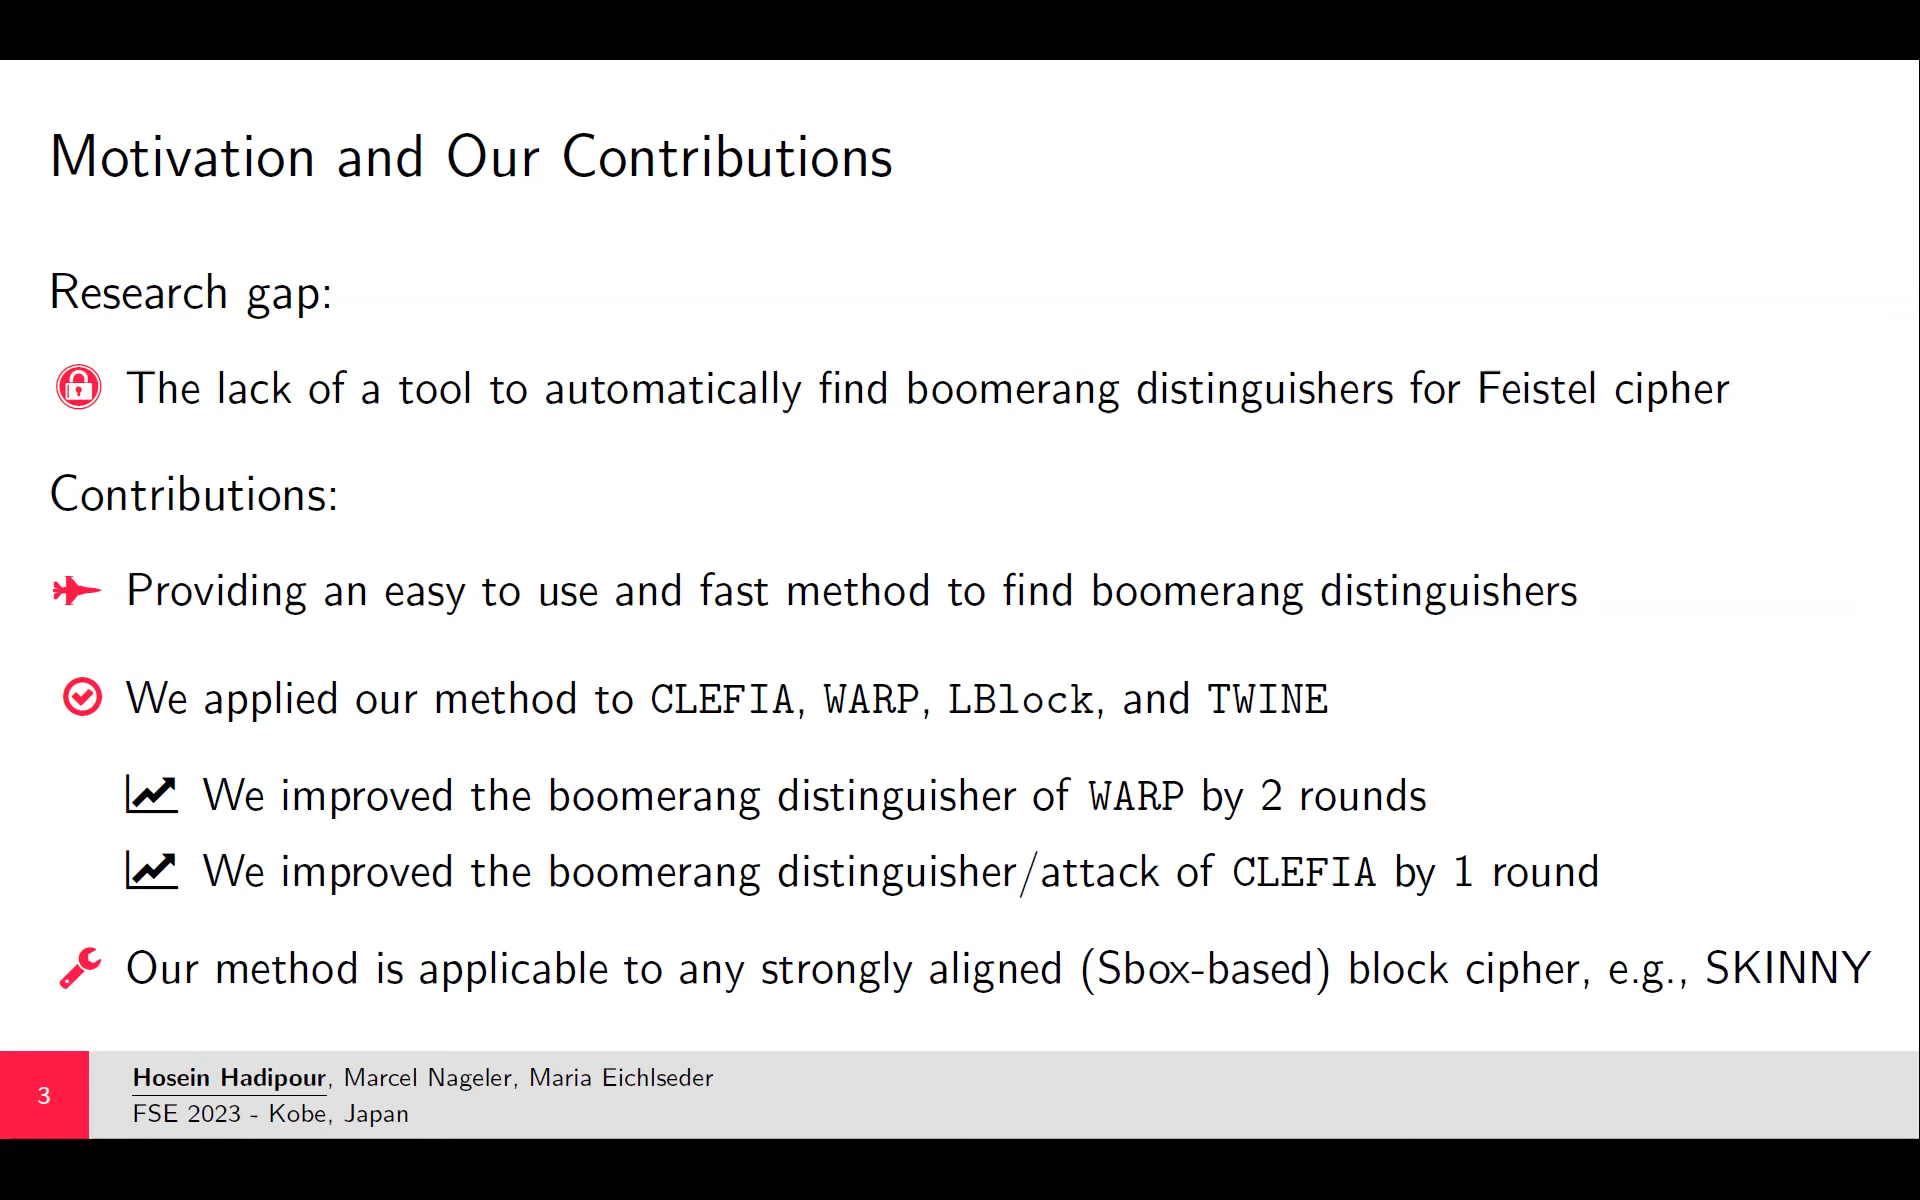 Motivation and Our Contributions
Research gap:
The lack of a tool to automatically find boomerang distinguishers for Feistel cipher
Contributions:
Providing an easy to use and fast method to find boomerang distinguishers
We applied our method to CLEFIA, WARP, LBlock, and TWINE
We improved the boomerang distinguisher of WARP by 2 rounds
We improved the boomerang distinguisher/attack of CLEFIA by 1 round
Our method is applicable to any strongly aligned (Sbox-based) block cipher, e.g., SKINNY
3
Hosein Hadipour, Marcel Nageler, Maria Eichlseder
FSE 2023 - Kobe, Japan